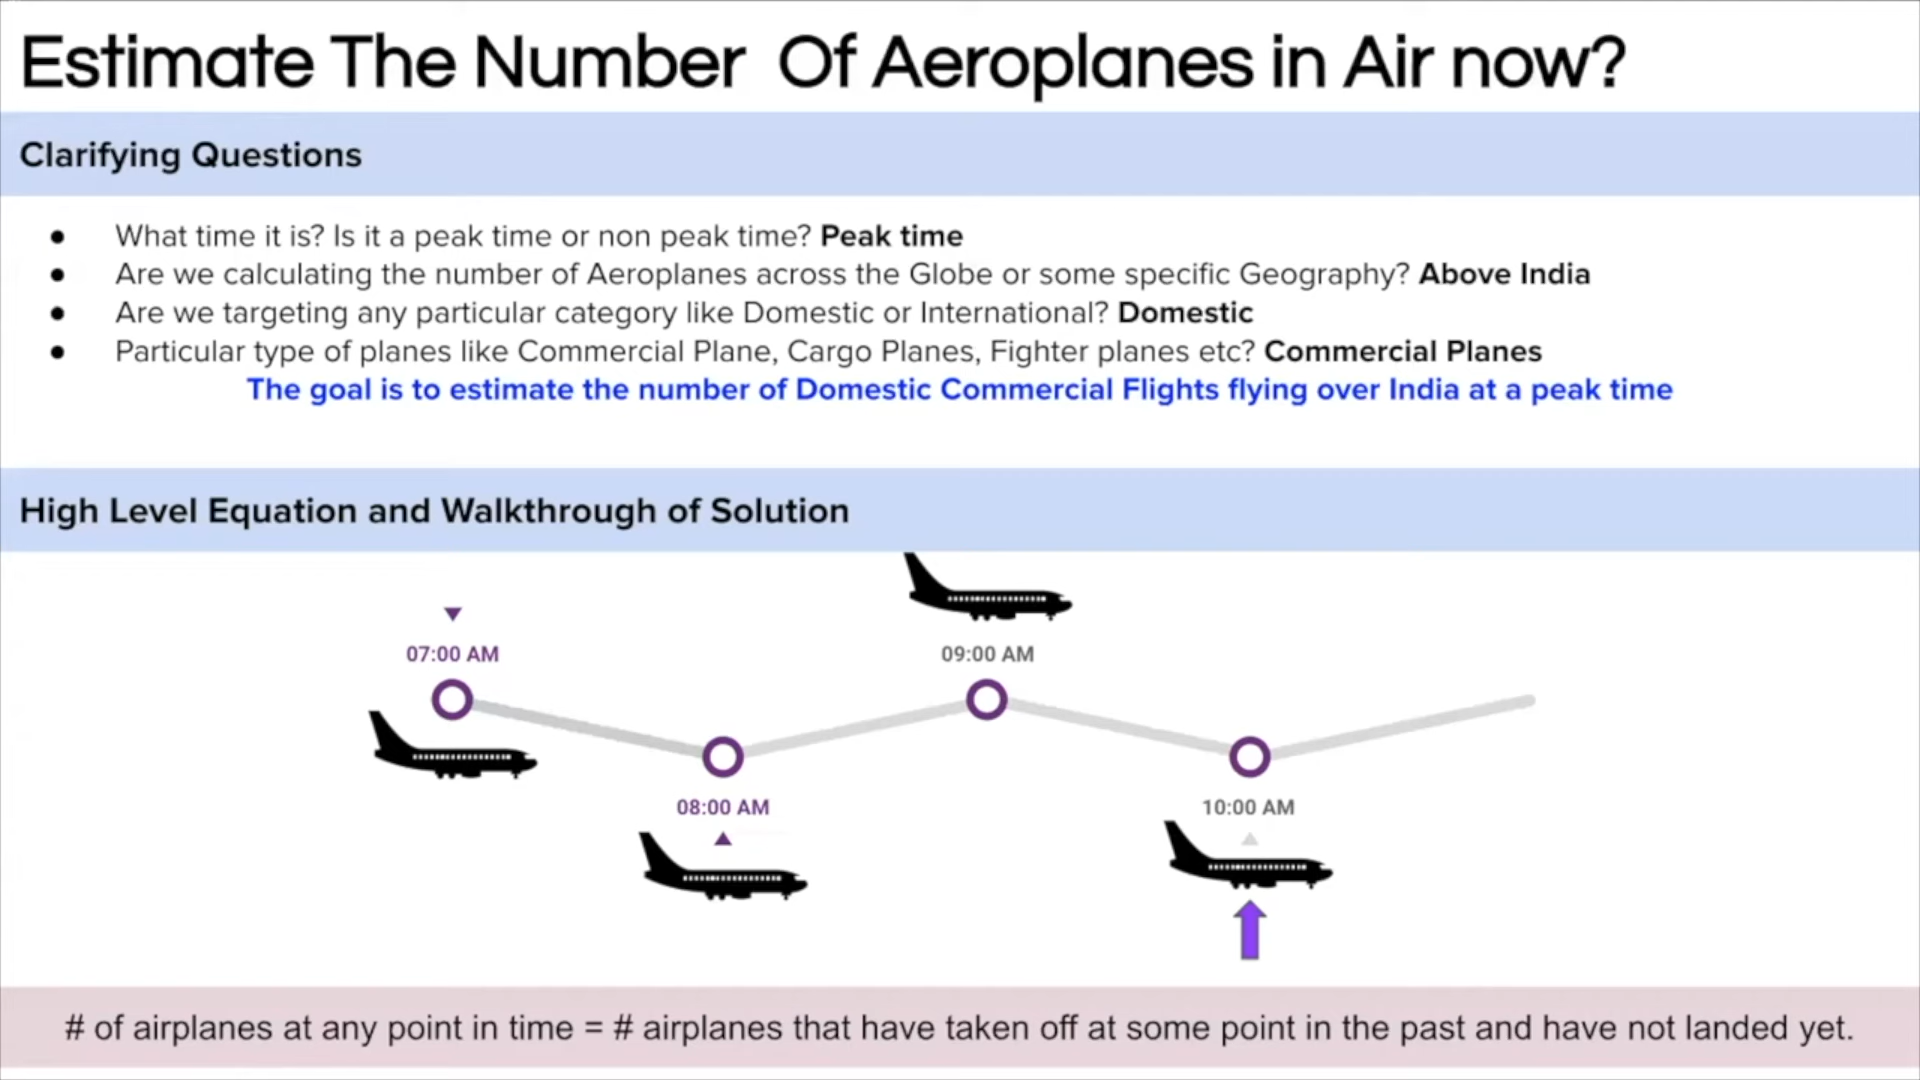 Estimate The Number Of Aeroplanes in Air now?
Clarifying Questions
● What time it is? Is it a peak time or non peak time? Peak time
● Are we calculating the number of Aeroplanes across the Globe or some specific Geography? Above India
● Are we targeting any particular category like Domestic or International? Domestic
● Particular type of planes like Commercial Plane, Cargo Planes, Fighter planes etc? Commercial Planes
The goal is to estimate the number of Domestic Commercial Flights flying over India at a peak time
High Level Equation and Walkthrough of Solution
07:00 AM
09:00 AM
08:00 AM
10:00 AM
# of airplanes at any point in time = # airplanes that have taken off at some point in the past and have not landed yet.